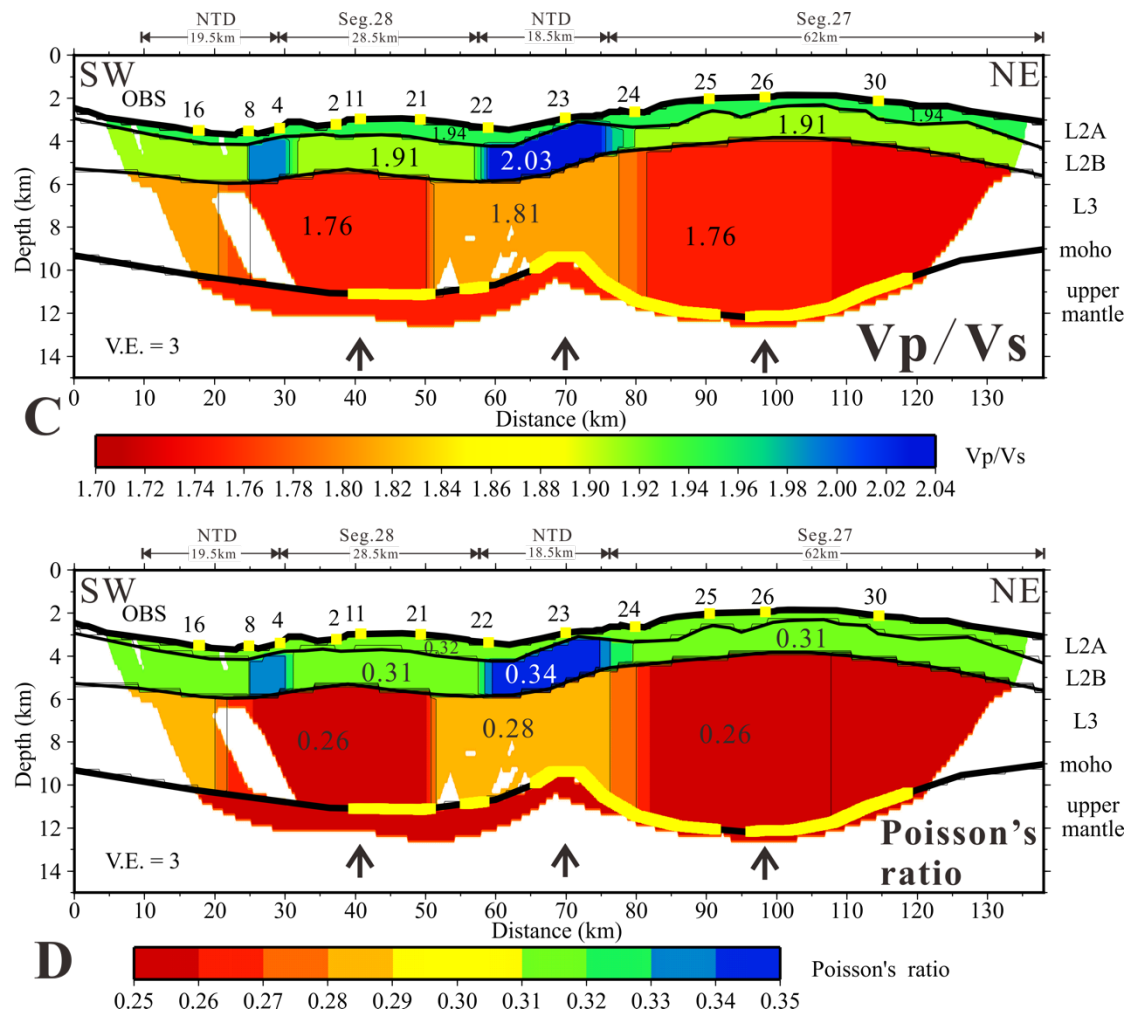 NTD Seg.28 NTD Seg.27
19.5km 28.5km 18.5km 62km
0
SW NE
OBS 16 8 4 2 11 21 22 23 24 25 26 30
2
1.94 1.94
L2A
4
1.91 2.03 1.91
L2B
6
1.76 1.81 1.76
L3
8
Depth (km)
moho
10
upper
mantle
12
14
V.E. = 3
Vp/Vs
0 10 20 30 40 50 60 70 80 90 100 110 120 130
Distance (km)
C
Vp/Vs
1.70 1.72 1.74 1.76 1.78 1.80 1.82 1.84 1.86 1.88 1.90 1.92 1.94 1.96 1.98 2.00 2.02 2.04
NTD Seg.28 NTD Seg.27
19.5km 28.5km 18.5km 62km
0
SW NE
OBS 16 8 4 2 11 21 22 23 24 25 26 30
2
0.32
L2A
4
0.31 0.34 0.31
L2B
6
0.26 0.28 0.26
L3
8
Depth (km)
moho
10
upper
mantle
12
14
V.E. = 3
Poisson's
ratio
0 10 20 30 40 50 60 70 80 90 100 110 120 130
Distance (km)
D
Poisson's ratio
0.25 0.26 0.27 0.28 0.29 0.30 0.31 0.32 0.33 0.34 0.35